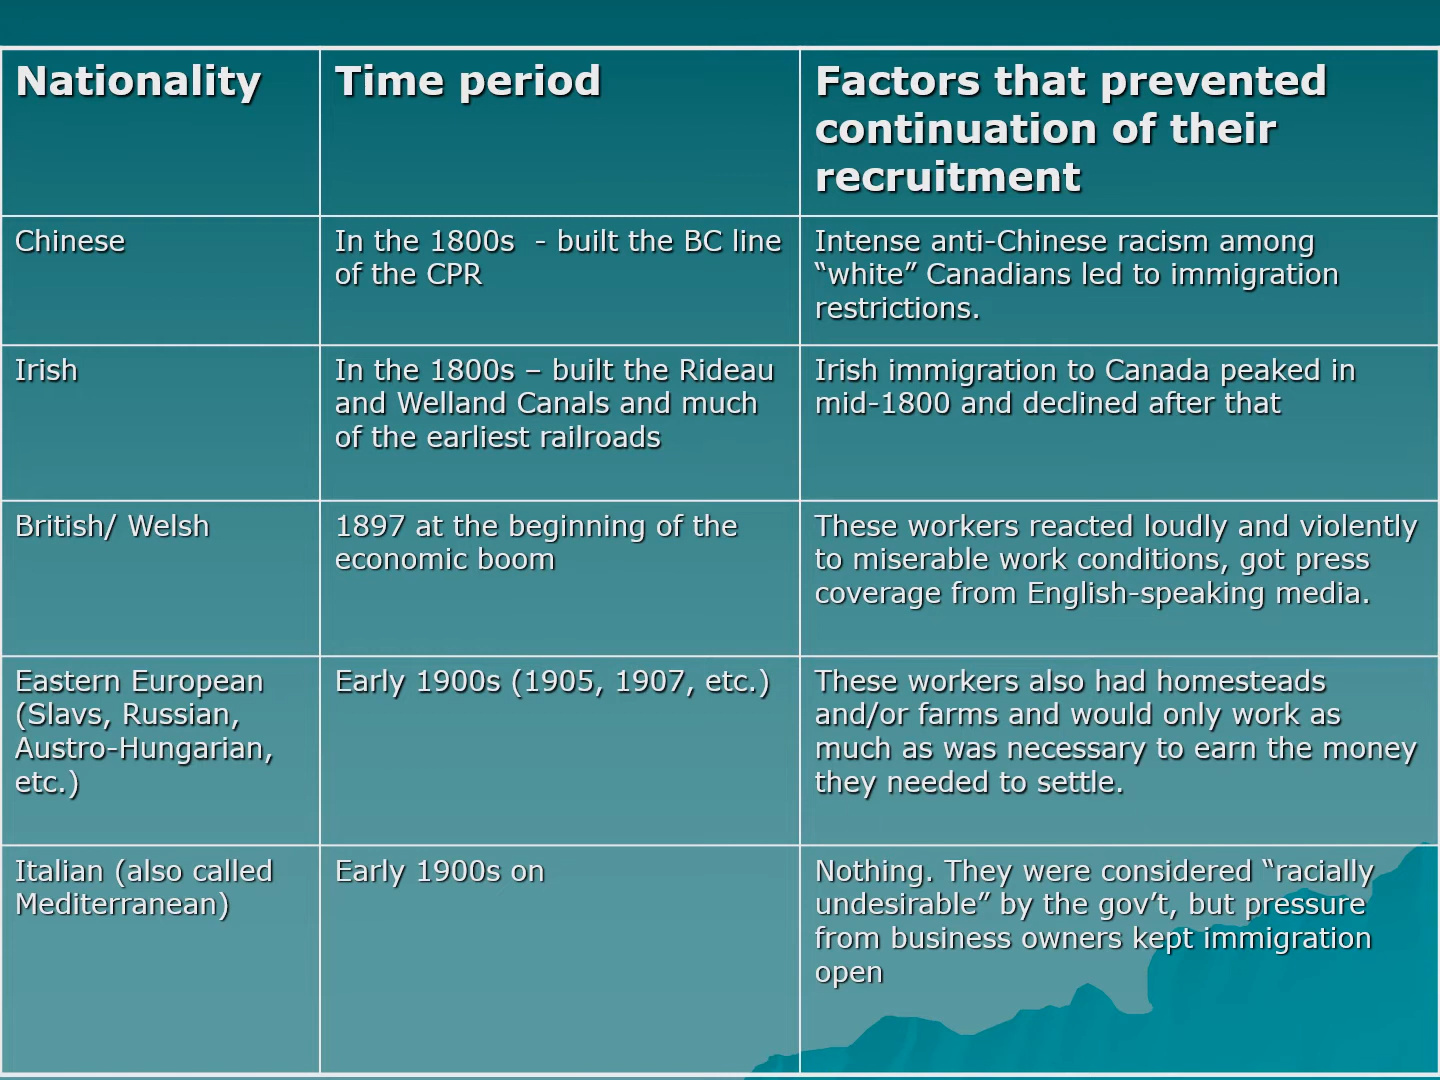 Nationality
Time period
Factors that prevented
continuation of their
recruitment
Chinese
In the 1800s  - built the BC line
of the CPR
Intense anti-Chinese racism among
“white” Canadians led to immigration
restrictions.
Irish
In the 1800s – built the Rideau
and Welland Canals and much
of the earliest railroads
Irish immigration to Canada peaked in
mid-1800 and declined after that
British/ Welsh
1897 at the beginning of the
economic boom
These workers reacted loudly and violently
to miserable work conditions, got press
coverage from English-speaking media.
Eastern European
(Slavs, Russian,
Austro-Hungarian,
etc.)
Early 1900s (1905, 1907, etc.)
These workers also had homesteads
and/or farms and would only work as
much as was necessary to earn the money
they needed to settle.
Italian (also called
Mediterranean)
Early 1900s on
Nothing. They were considered “racially
undesirable” by the gov’t, but pressure
from business owners kept immigration
open